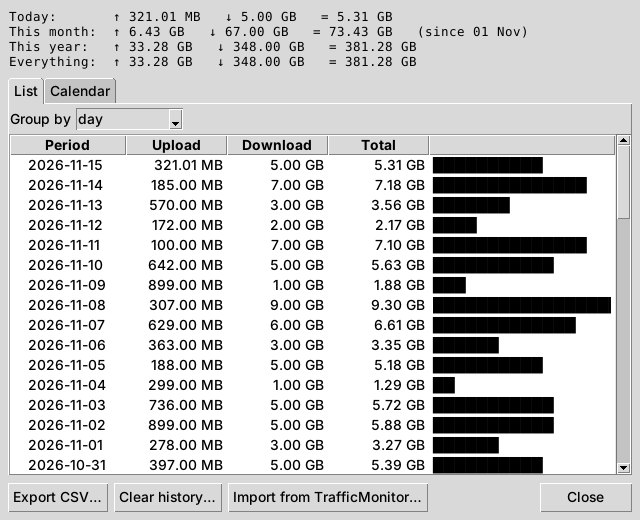 Today: ↑ 321.01 MB ↓ 5.00 GB = 5.31 GB
This month: ↑ 6.43 GB ↓ 67.00 GB = 73.43 GB (since 01 Nov)
This year: ↑ 33.28 GB ↓ 348.00 GB = 381.28 GB
Everything: ↑ 33.28 GB ↓ 348.00 GB = 381.28 GB
List Calendar
Group by day
Period Upload Download Total
2026-11-15 321.01 MB 5.00 GB 5.31 GB
2026-11-14 185.00 MB 7.00 GB 7.18 GB
2026-11-13 570.00 MB 3.00 GB 3.56 GB
2026-11-12 172.00 MB 2.00 GB 2.17 GB
2026-11-11 100.00 MB 7.00 GB 7.10 GB
2026-11-10 642.00 MB 5.00 GB 5.63 GB
2026-11-09 899.00 MB 1.00 GB 1.88 GB
2026-11-08 307.00 MB 9.00 GB 9.30 GB
2026-11-07 629.00 MB 6.00 GB 6.61 GB
2026-11-06 363.00 MB 3.00 GB 3.35 GB
2026-11-05 188.00 MB 5.00 GB 5.18 GB
2026-11-04 299.00 MB 1.00 GB 1.29 GB
2026-11-03 736.00 MB 5.00 GB 5.72 GB
2026-11-02 899.00 MB 5.00 GB 5.88 GB
2026-11-01 278.00 MB 3.00 GB 3.27 GB
2026-10-31 397.00 MB 5.00 GB 5.39 GB
Export CSV... Clear history... Import from TrafficMonitor... Close